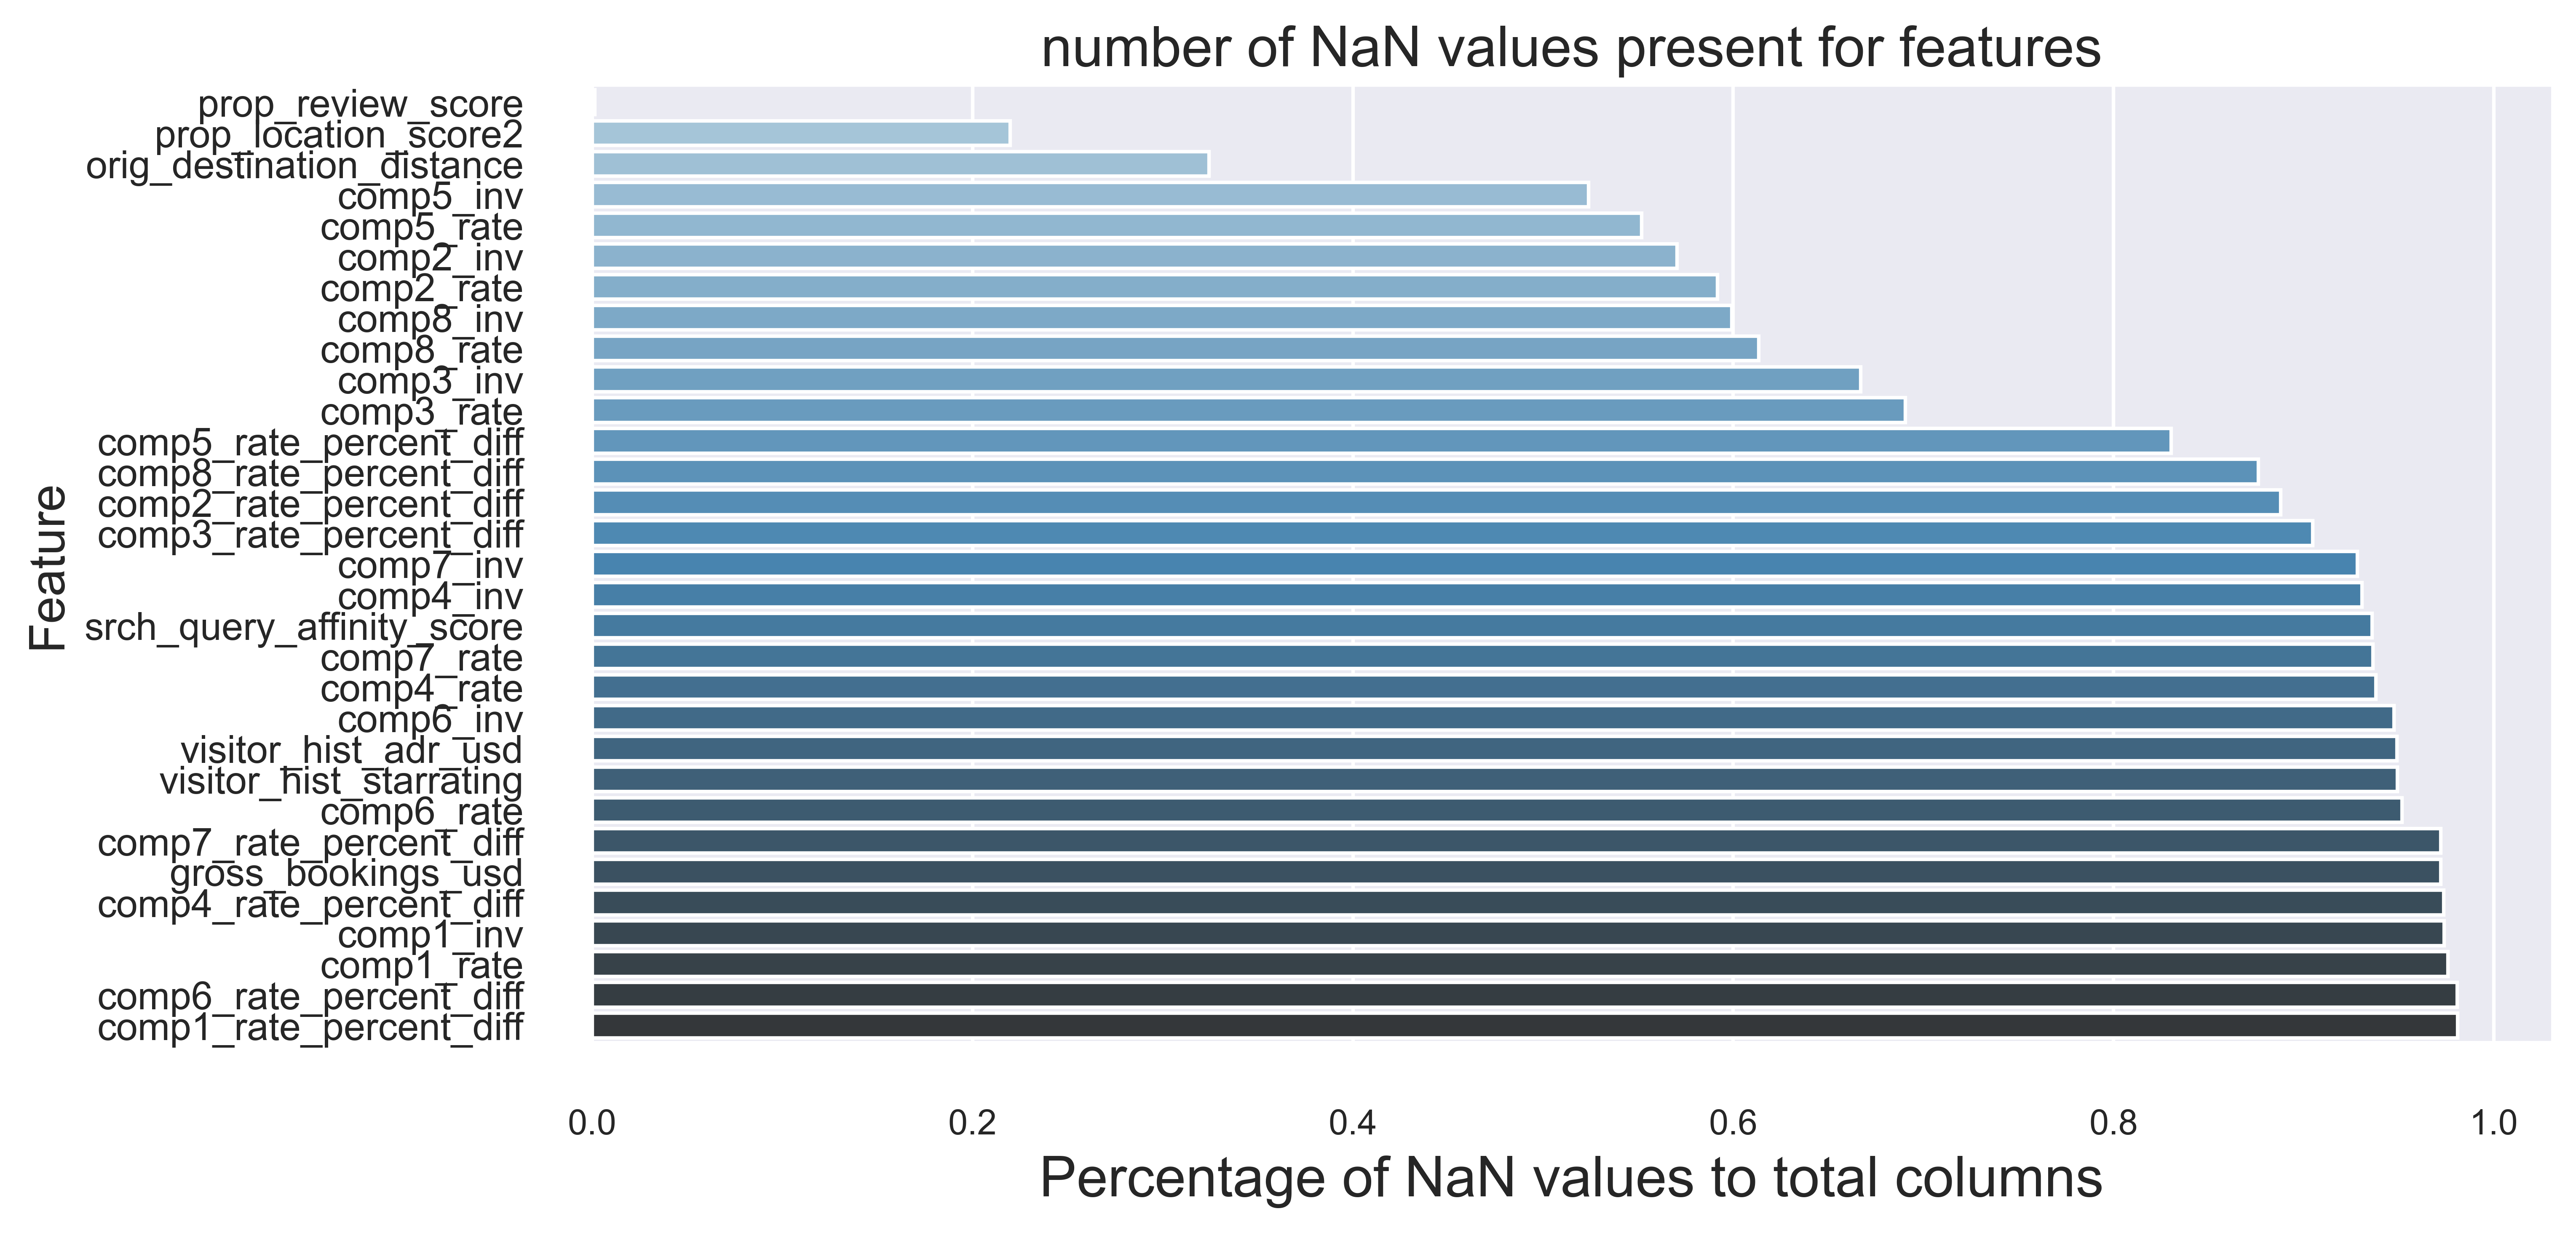 number of NaN values present for features
prop_review_score
prop_location_score2
orig_destination_distance
comp5_inv
comp5_rate
comp2_inv
comp2_rate
comp8_inv
comp8_rate
comp3_inv
comp3_rate
comp5_rate_percent_diff
comp8_rate_percent_diff
comp2_rate_percent_diff
comp3_rate_percent_diff
comp7_inv
comp4_inv
srch_query_affinity_score
comp7_rate
comp4_rate
comp6_inv
visitor_hist_adr_usd
visitor_hist_starrating
comp6_rate
comp7_rate_percent_diff
gross_bookings_usd
comp4_rate_percent_diff
comp1_inv
comp1_rate
comp6_rate_percent_diff
comp1_rate_percent_diff
Feature
0.0 0.2 0.4 0.6 0.8 1.0
Percentage of NaN values to total columns